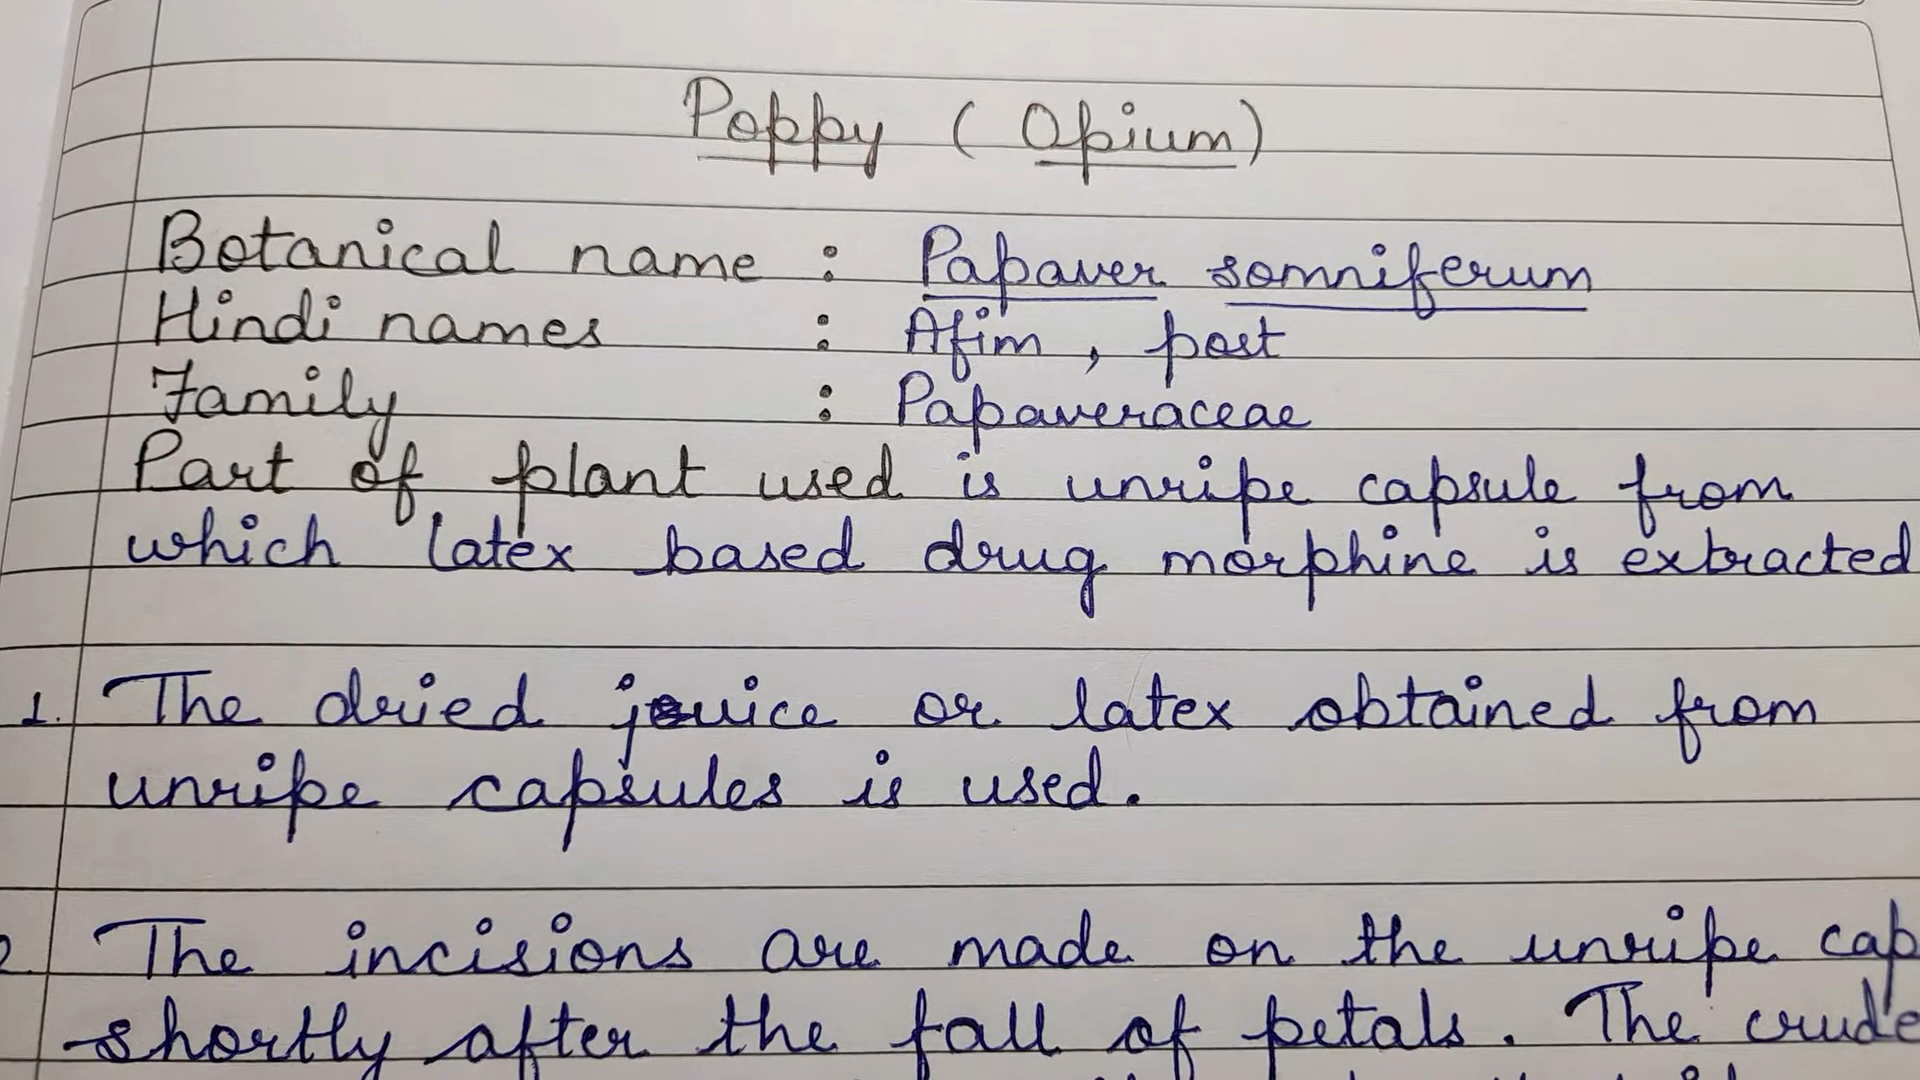 Poppy ( Opium )
Botanical name : Papaver somniferum
Hindi names : Afim , post
Family : Papaveraceae
Part of plant used is unripe capsule from
which latex based drug morphine is extracted
1. The dried juice or latex obtained from
unripe capsules is used.
2. The incisions are made on the unripe cap
shortly after the fall of petals. The crude